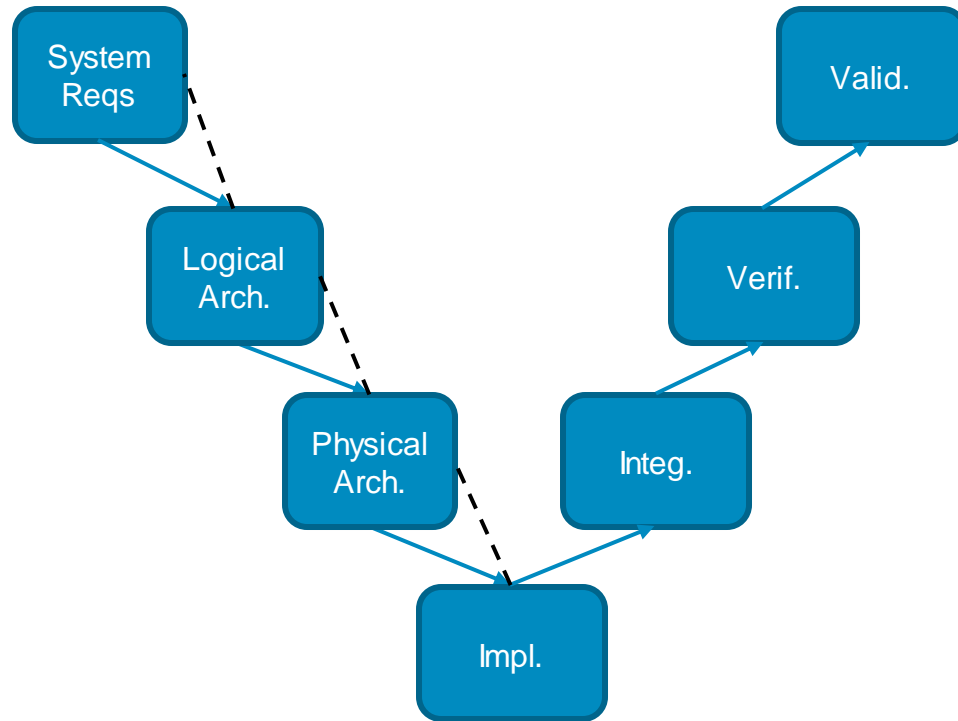 System
Reqs
Valid.
Logical
Arch.
Verif.
Physical
Arch.
Integ.
Impl.